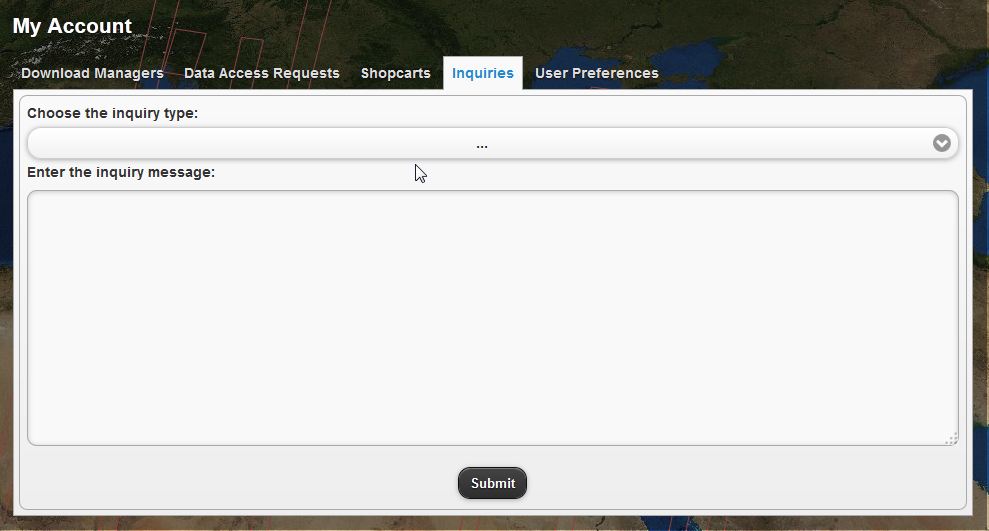 My Account
Download Managers Data Access Requests Shopcarts Inquiries User Preferences
Choose the inquiry type:
...
Enter the inquiry message:
Submit